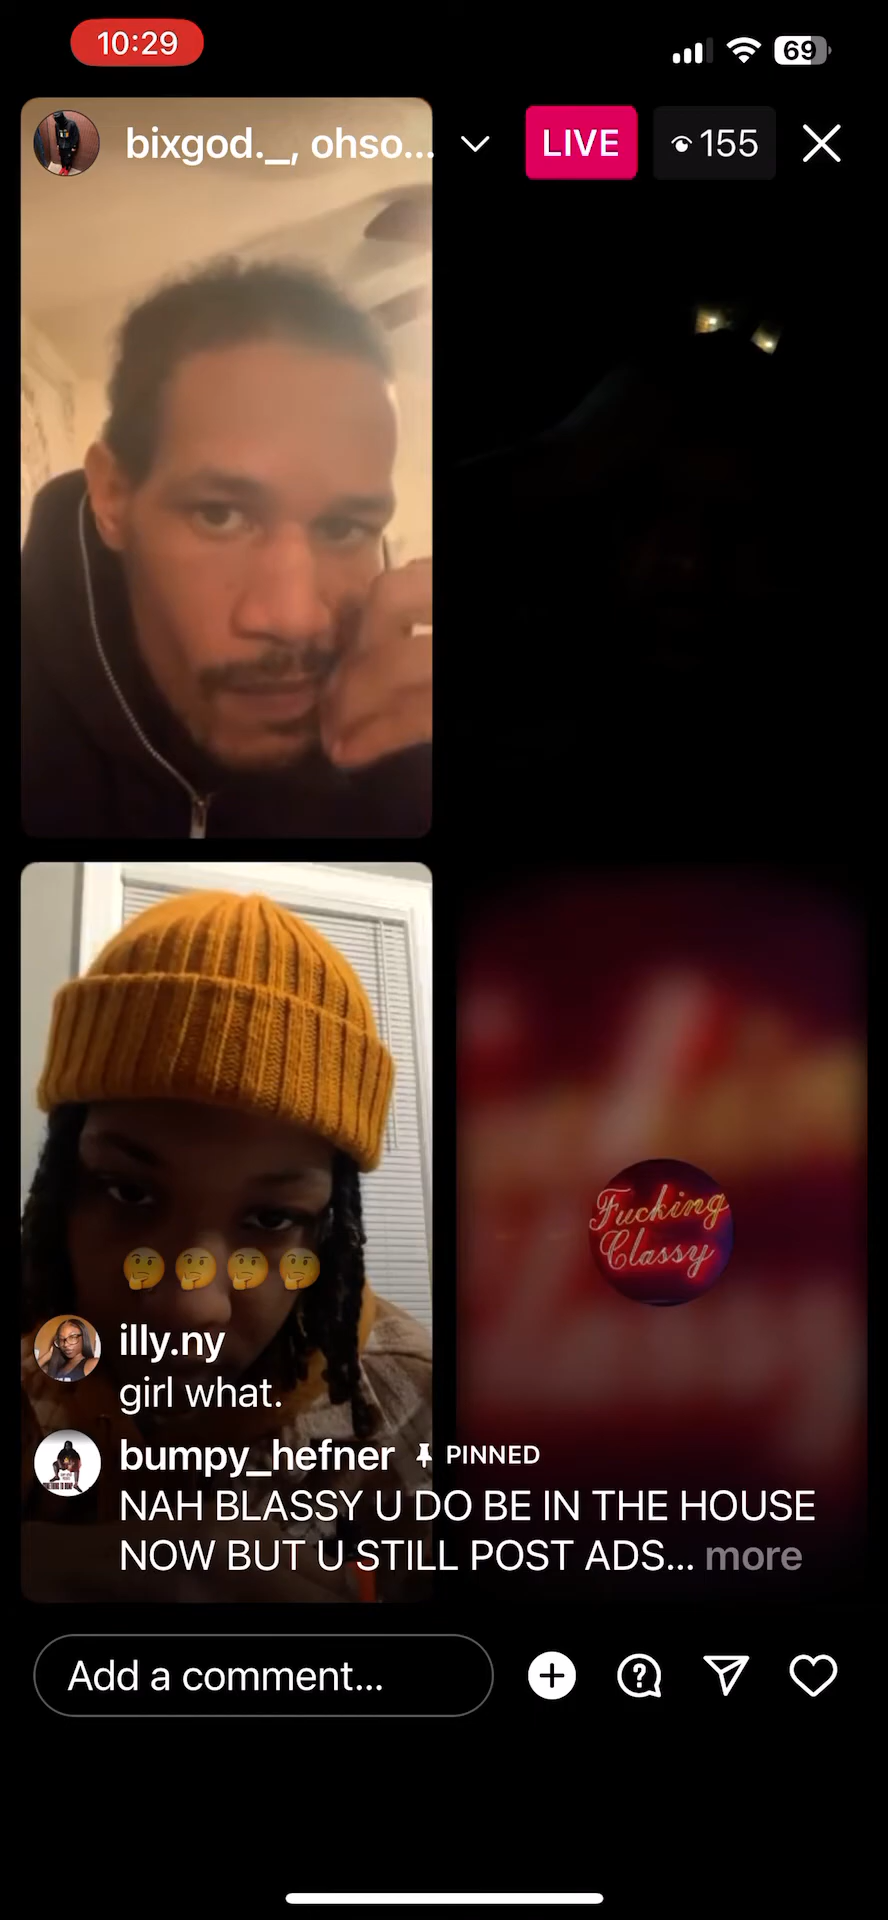 10:29
69
bixgod._, ohso...
LIVE
155
Fucking
Classy
🤔🤔🤔🤔
illy.ny
girl what.
bumpy_hefner PINNED
NAH BLASSY U DO BE IN THE HOUSE
NOW BUT U STILL POST ADS... more
Add a comment...